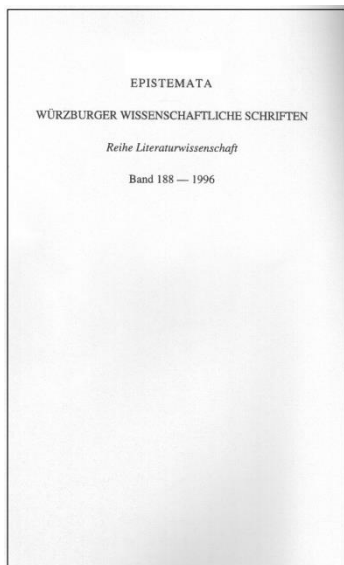 EPISTEMATA
WÜRZBURGER WISSENSCHAFTLICHE SCHRIFTEN
Reihe Literaturwissenschaft
Band 188 — 1996